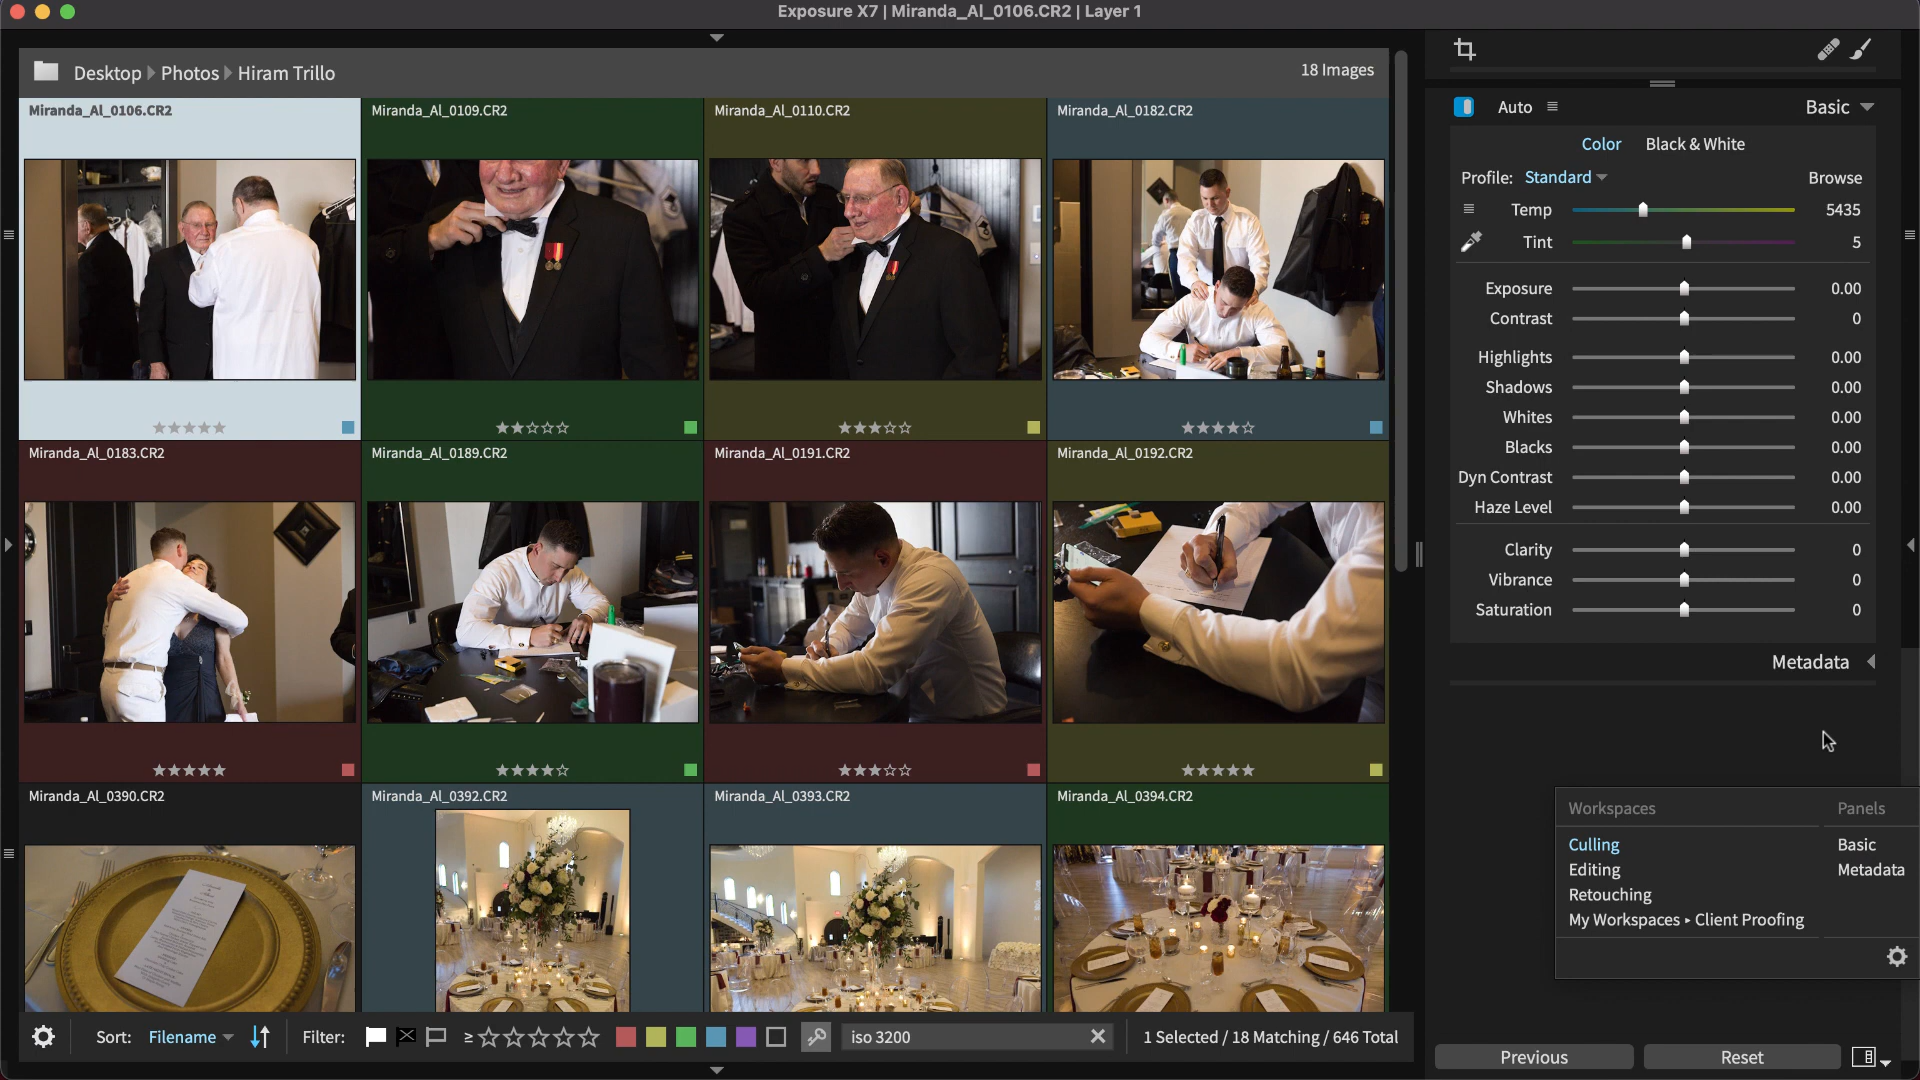 Exposure X7 | Miranda_Al_0106.CR2 | Layer 1
Desktop Photos Hiram Trillo
18 Images
Miranda_Al_0106.CR2
Miranda_Al_0109.CR2
Miranda_Al_0110.CR2
Miranda_Al_0182.CR2
Miranda_Al_0183.CR2
Miranda_Al_0189.CR2
Miranda_Al_0191.CR2
Miranda_Al_0192.CR2
Miranda_Al_0390.CR2
Miranda_Al_0392.CR2
Miranda_Al_0393.CR2
Miranda_Al_0394.CR2
Sort: Filename
Filter:
≥
iso 3200
1 Selected / 18 Matching / 646 Total
Auto
Basic
Color
Black & White
Profile: Standard
Browse
Temp 5435
Tint 5
Exposure 0.00
Contrast 0
Highlights 0.00
Shadows 0.00
Whites 0.00
Blacks 0.00
Dyn Contrast 0.00
Haze Level 0.00
Clarity 0
Vibrance 0
Saturation 0
Metadata
Workspaces
Culling
Editing
Retouching
My Workspaces ▸ Client Proofing
Panels
Basic
Metadata
Previous
Reset